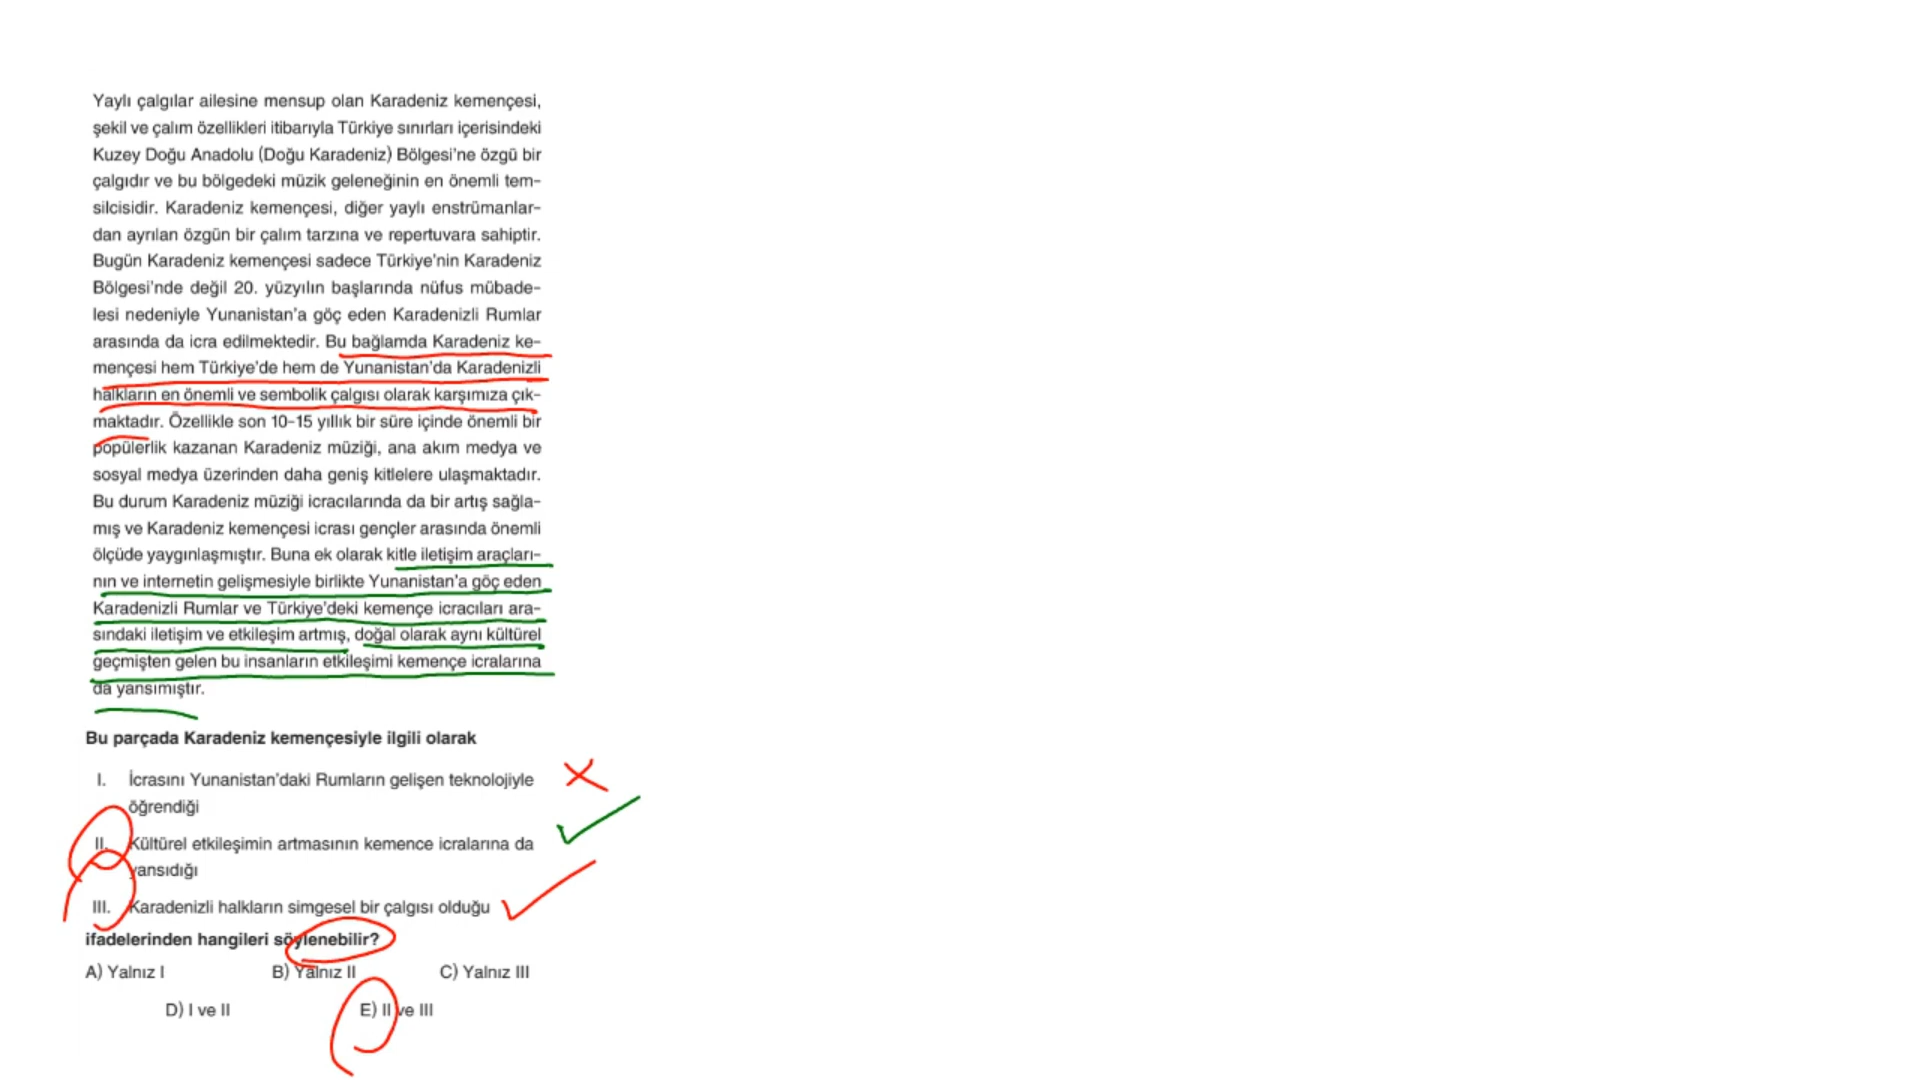 Yaylı çalgılar ailesine mensup olan Karadeniz kemençesi,
şekil ve çalım özellikleri itibarıyla Türkiye sınırları içerisindeki
Kuzey Doğu Anadolu (Doğu Karadeniz) Bölgesi'ne özgü bir
çalgıdır ve bu bölgedeki müzik geleneğinin en önemli tem-
silcisidir. Karadeniz kemençesi, diğer yaylı enstrümanlar-
dan ayrılan özgün bir çalım tarzına ve repertuvara sahiptir.
Bugün Karadeniz kemençesi sadece Türkiye'nin Karadeniz
Bölgesi'nde değil 20. yüzyılın başlarında nüfus mübade-
lesi nedeniyle Yunanistan'a göç eden Karadenizli Rumlar
arasında da icra edilmektedir. Bu bağlamda Karadeniz ke-
mençesi hem Türkiye'de hem de Yunanistan'da Karadenizli
halkların en önemli ve sembolik çalgısı olarak karşımıza çık-
maktadır. Özellikle son 10-15 yıllık bir süre içinde önemli bir
popülerlik kazanan Karadeniz müziği, ana akım medya ve
sosyal medya üzerinden daha geniş kitlelere ulaşmaktadır.
Bu durum Karadeniz müziği icracılarında da bir artış sağla-
mış ve Karadeniz kemençesi icrası gençler arasında önemli
ölçüde yaygınlaşmıştır. Buna ek olarak kitle iletişim araçları-
nın ve internetin gelişmesiyle birlikte Yunanistan'a göç eden
Karadenizli Rumlar ve Türkiye'deki kemençe icracıları ara-
sındaki iletişim ve etkileşim artmış, doğal olarak aynı kültürel
geçmişten gelen bu insanların etkileşimi kemençe icralarına
da yansımıştır.
Bu parçada Karadeniz kemençesiyle ilgili olarak
I. İcrasını Yunanistan'daki Rumların gelişen teknolojiyle
öğrendiği
II. Kültürel etkileşimin artmasının kemence icralarına da
yansıdığı
III. Karadenizli halkların simgesel bir çalgısı olduğu
ifadelerinden hangileri söylenebilir?
A) Yalnız I B) Yalnız II C) Yalnız III
D) I ve II E) II ve III